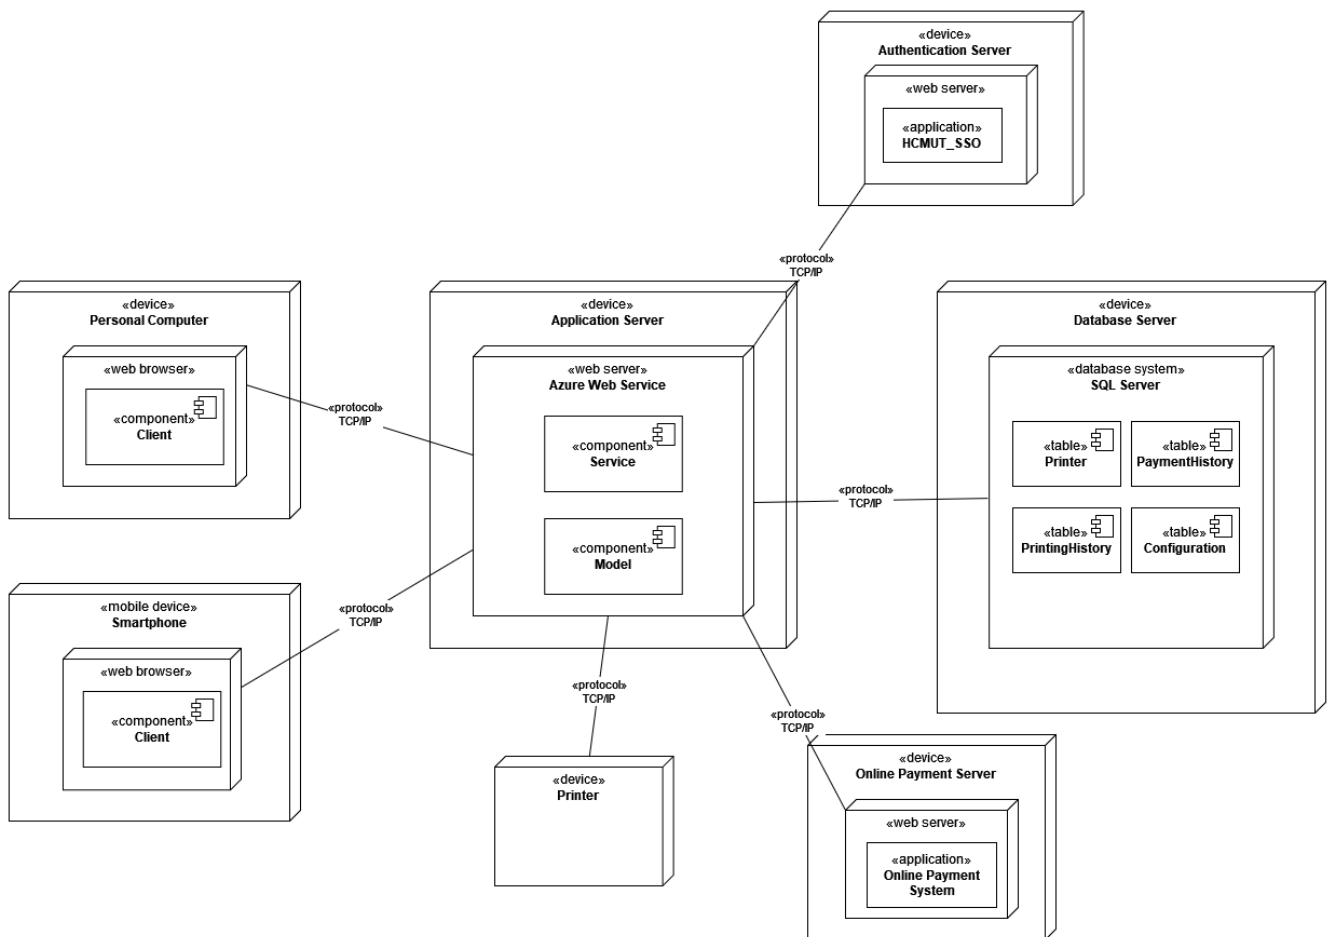 «device»
Authentication Server
«web server»
«application»
HCMUT_SSO
«protocol»
TCP/IP
«device»
Personal Computer
«web browser»
«component»
Client
«protocol»
TCP/IP
«device»
Application Server
«web server»
Azure Web Service
«component»
Service
«component»
Model
«protocol»
TCP/IP
«device»
Database Server
«database system»
SQL Server
«table»
Printer
«table»
PaymentHistory
«table»
PrintingHistory
«table»
Configuration
«mobile device»
Smartphone
«web browser»
«component»
Client
«protocol»
TCP/IP
«protocol»
TCP/IP
«device»
Printer
«protocol»
TCP/IP
«device»
Online Payment Server
«web server»
«application»
Online Payment
System